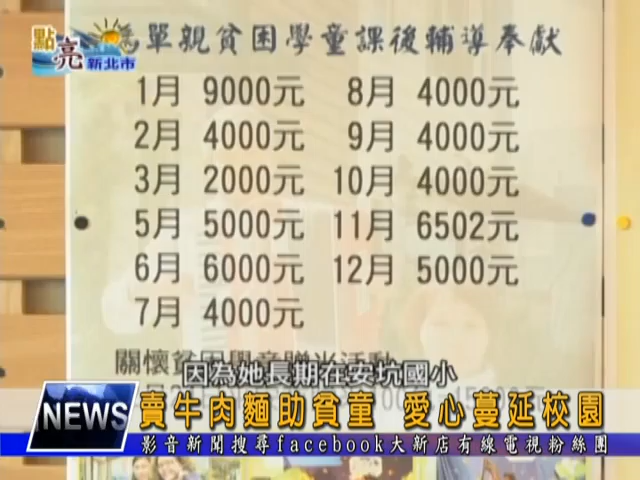 點亮新北市
為單親貧困學童課後輔導奉獻
1月 9000元 8月 4000元
2月 4000元 9月 4000元
3月 2000元 10月 4000元
5月 5000元 11月 6502元
6月 6000元 12月 5000元
7月 4000元
關懷貧困學童
因為她長期在安坑國小
NEWS 賣牛肉麵助貧童 愛心蔓延校園
影音新聞搜尋facebook大新店有線電視粉絲團